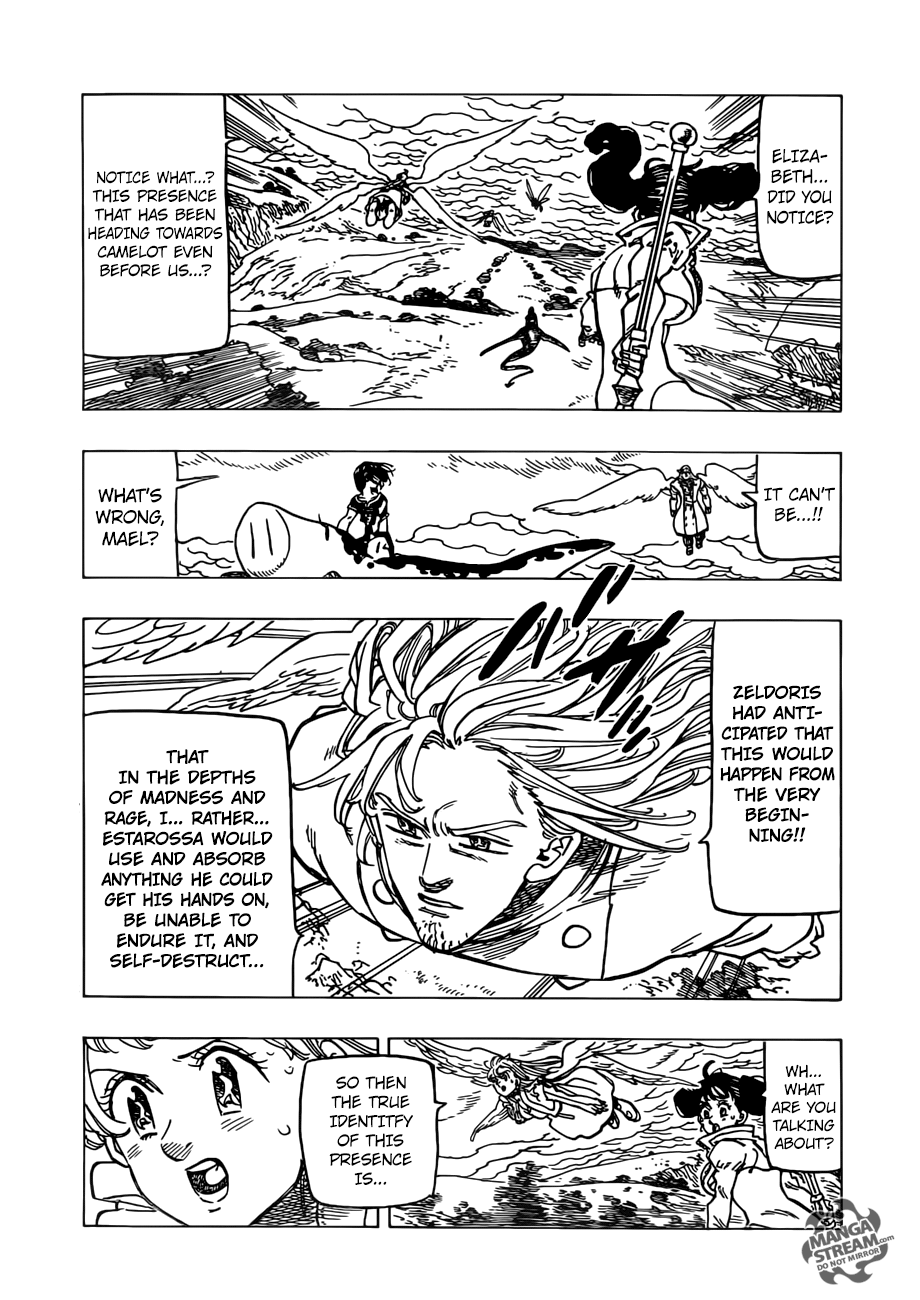 ELIZA-
BETH...
DID YOU
NOTICE?
NOTICE WHAT...?
THIS PRESENCE
THAT HAS BEEN
HEADING TOWARDS
CAMELOT EVEN
BEFORE US...?
IT CAN'T
BE...!!
WHAT'S
WRONG,
MAEL?
ZELDORIS
HAD ANTI-
CIPATED THAT
THIS WOULD
HAPPEN FROM
THE VERY
BEGIN-
NING!!
THAT
IN THE DEPTHS
OF MADNESS AND
RAGE, I... RATHER...
ESTAROSSA WOULD
USE AND ABSORB
ANYTHING HE COULD
GET HIS HANDS ON,
BE UNABLE TO
ENDURE IT, AND
SELF-DESTRUCT...
WH...
WHAT
ARE YOU
TALKING
ABOUT?
SO THEN
THE TRUE
IDENTITFY
OF THIS
PRESENCE
IS...
MANGA
STREAM.com
DO NOT MIRROR